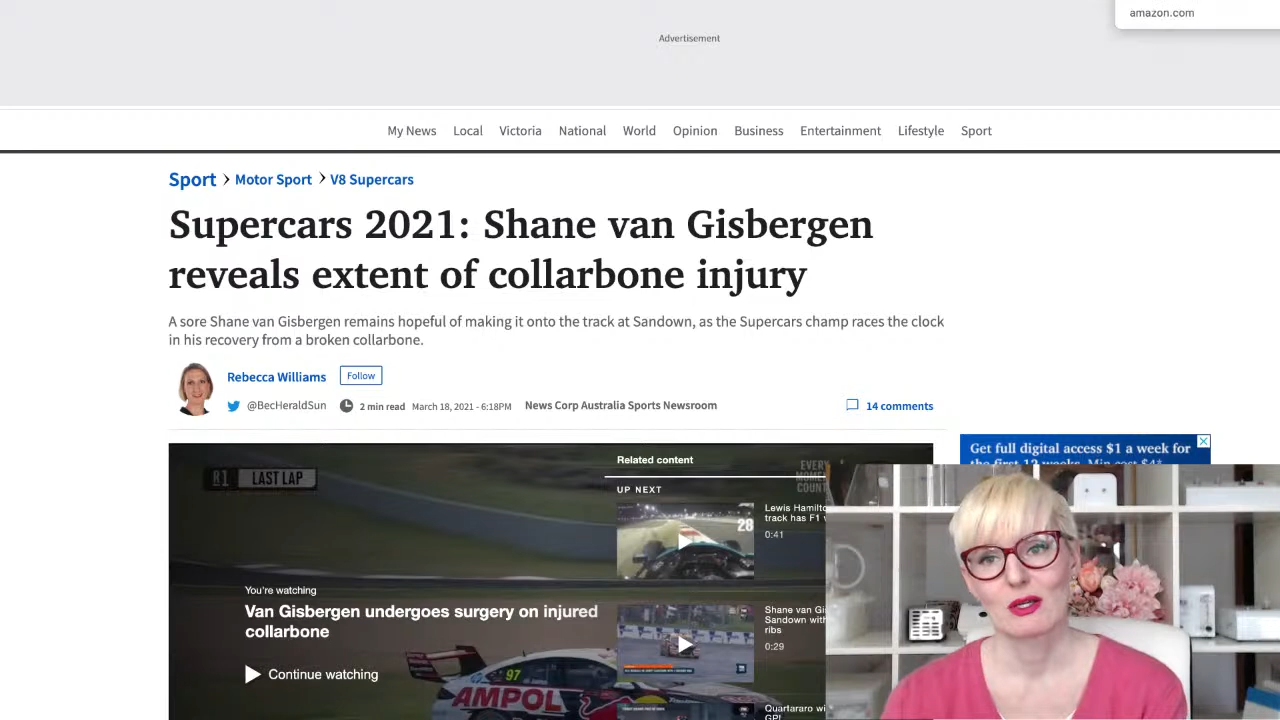 amazon.com
Advertisement
My News Local Victoria National World Opinion Business Entertainment Lifestyle Sport
Sport > Motor Sport > V8 Supercars
Supercars 2021: Shane van Gisbergen
reveals extent of collarbone injury
A sore Shane van Gisbergen remains hopeful of making it onto the track at Sandown, as the Supercars champ races the clock
in his recovery from a broken collarbone.
Rebecca Williams Follow
@BecHeraldSun 2 min read March 18, 2021 - 6:18PM News Corp Australia Sports Newsroom 14 comments
Get full digital access $1 a week for
the first 12 weeks. Min cost $4*
R1 LAST LAP
Related content
EVERY
MOMEN
COUNT
UP NEXT
Lewis Hamilto
track has F1
0:41
28
You're watching
Van Gisbergen undergoes surgery on injured
collarbone
Continue watching
Shane van Gi
Sandown with
ribs
0:29
97
AMPOL
Quartararo wi
GP!